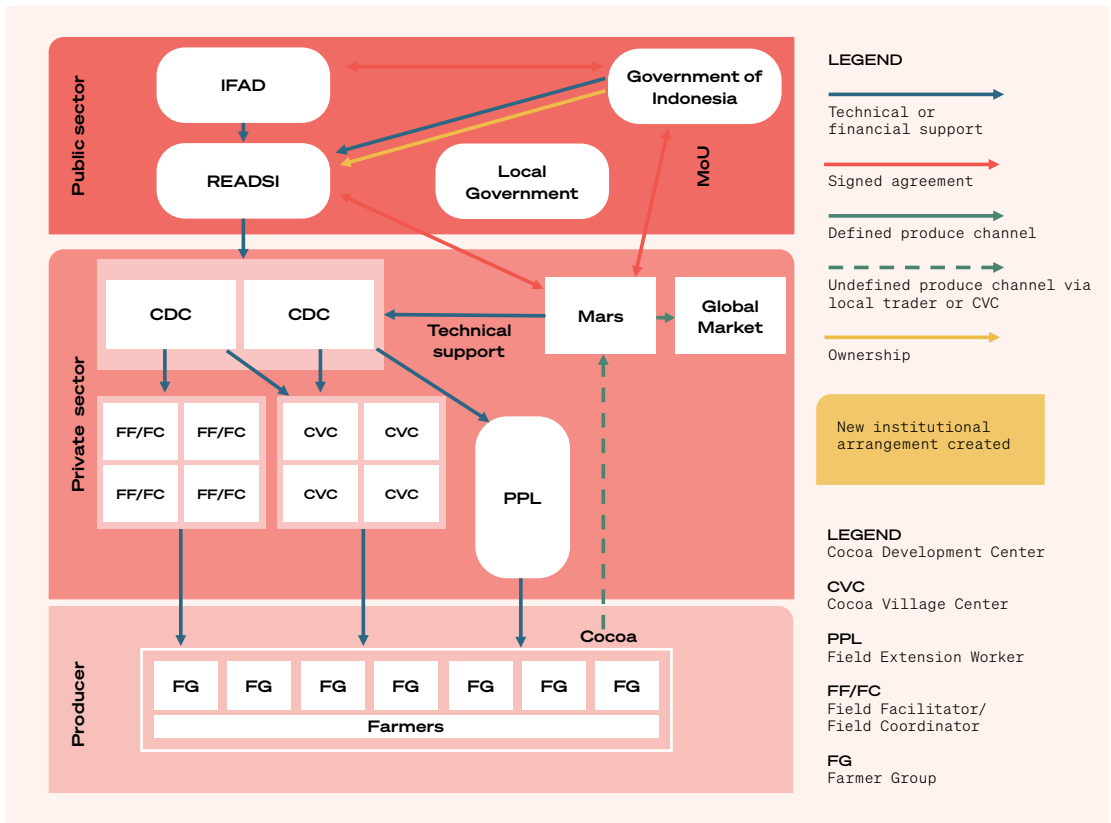 Public sector
IFAD
Government of
Indonesia
READSI
Local
Government
MoU
Private sector
CDC
CDC
Technical
support
Mars
Global
Market
FF/FC
FF/FC
CVC
CVC
FF/FC
FF/FC
CVC
CVC
PPL
Producer
Cocoa
FG
FG
FG
FG
FG
FG
FG
Farmers
LEGEND
Technical or
financial support
Signed agreement
Defined produce channel
Undefined produce channel via
local trader or CVC
Ownership
New institutional
arrangement created
LEGEND
Cocoa Development Center
CVC
Cocoa Village Center
PPL
Field Extension Worker
FF/FC
Field Facilitator/
Field Coordinator
FG
Farmer Group